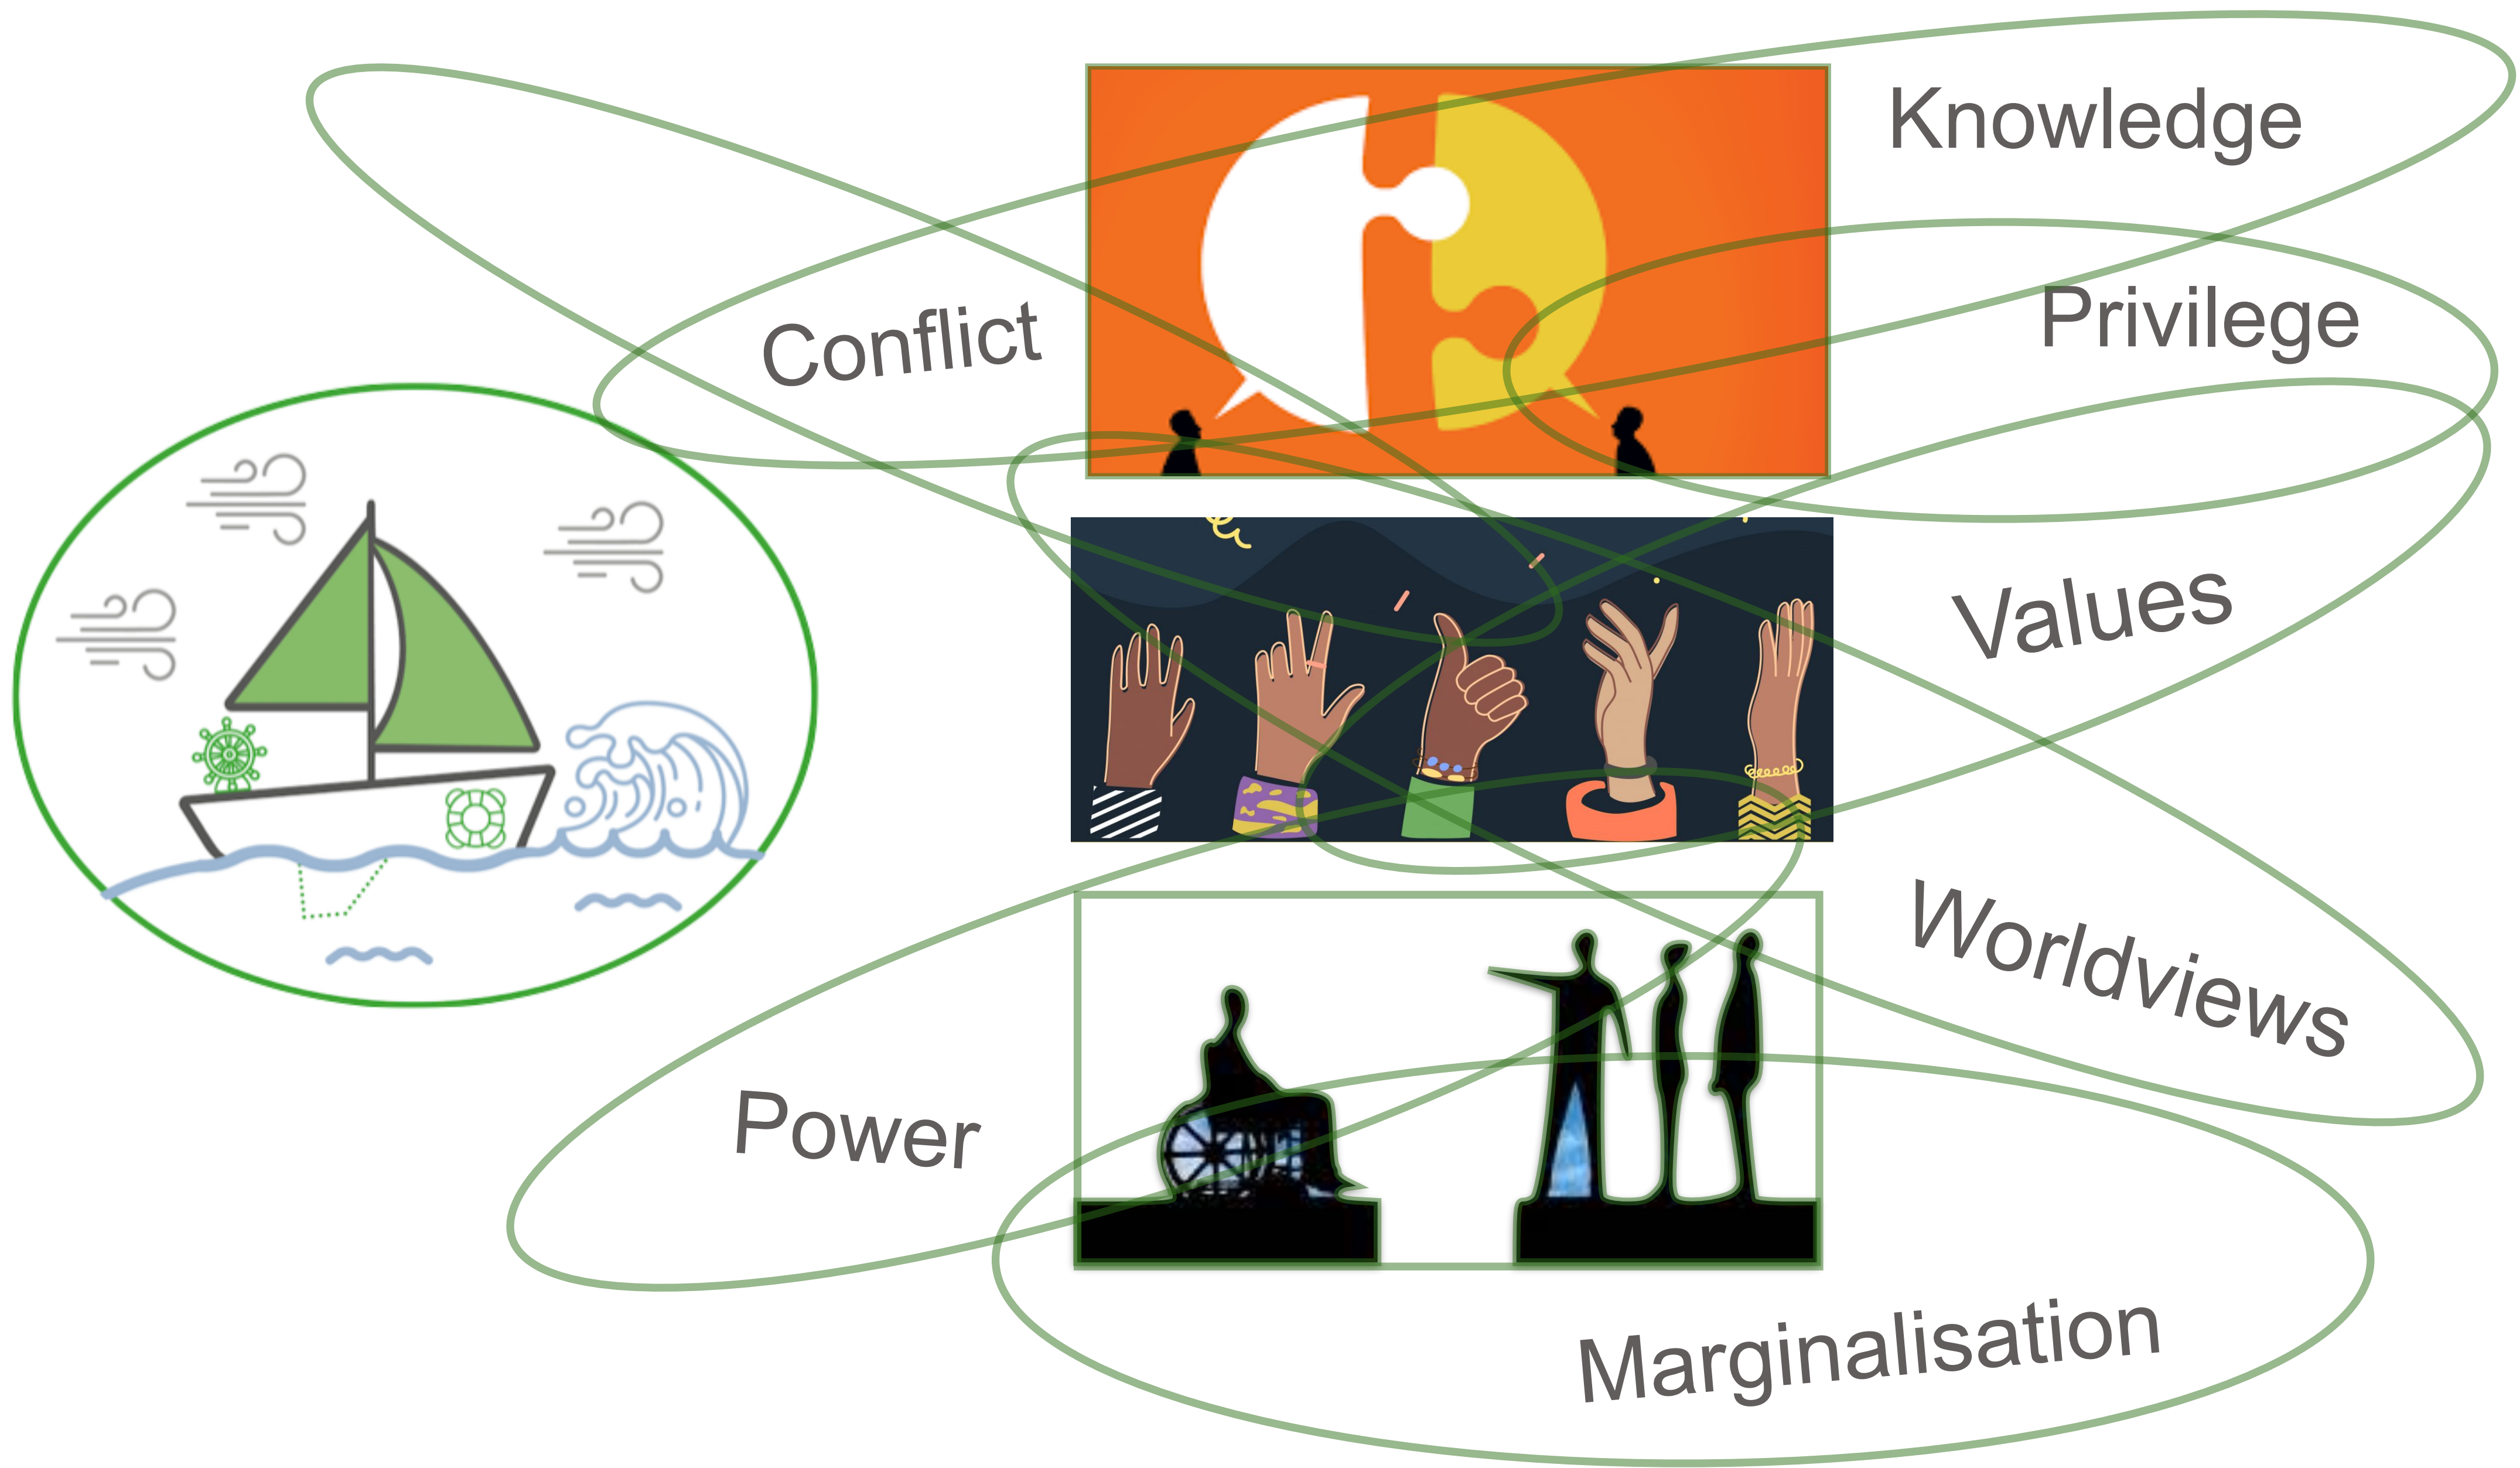 Knowledge
Privilege
Conflict
Values
Worldviews
Power
Marginalisation